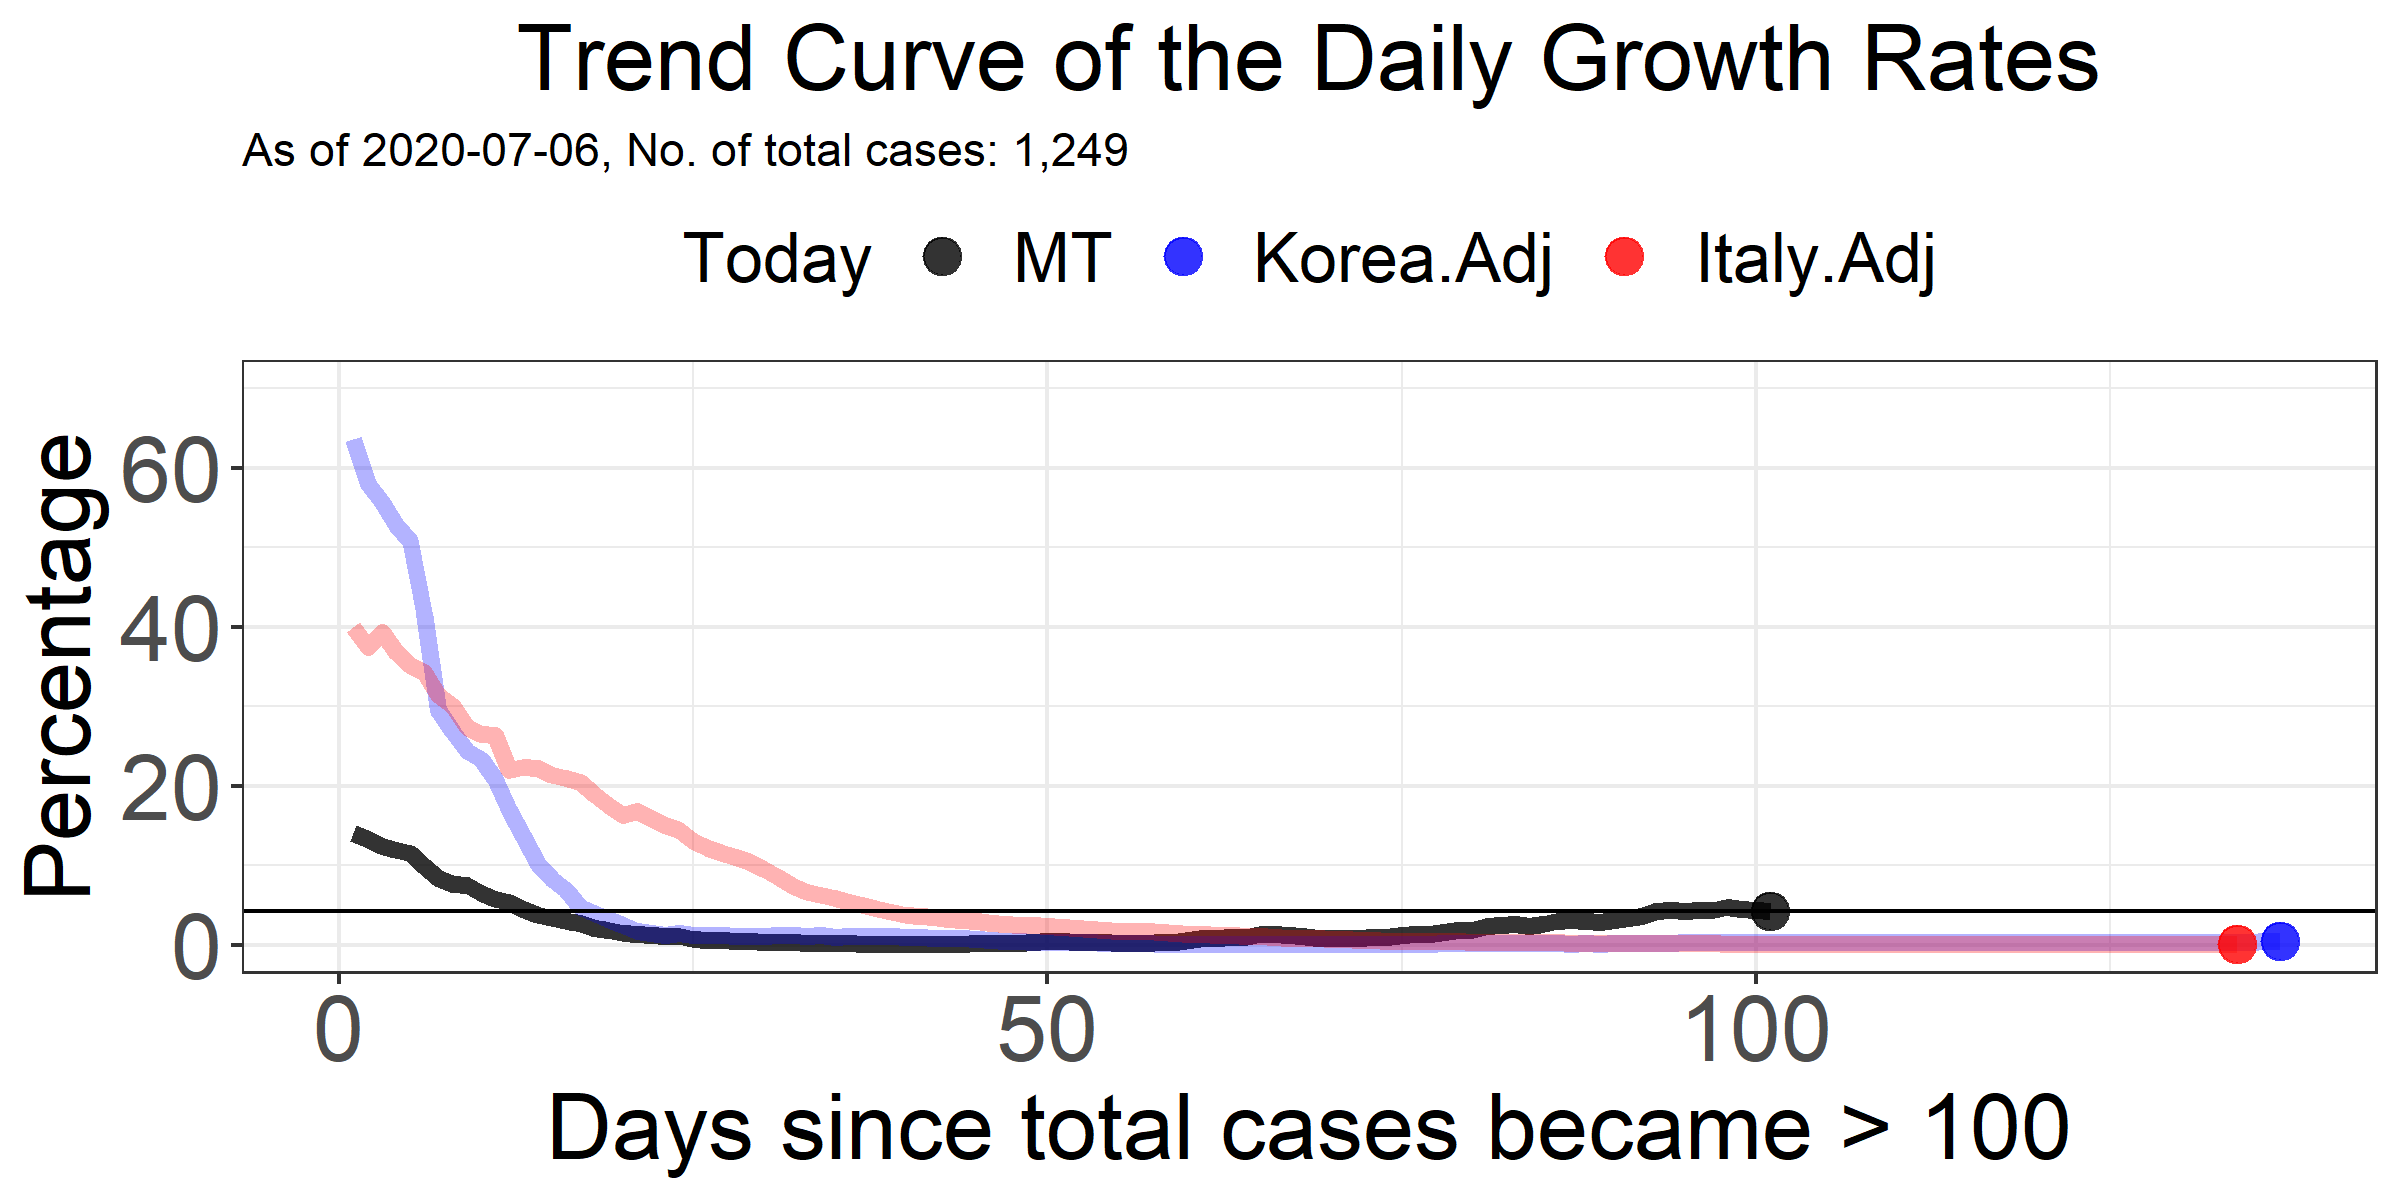 Trend Curve of the Daily Growth Rates
As of 2020-07-06, No. of total cases: 1,249
Today MT Korea.Adj Italy.Adj
Percentage
60
40
20
0
0 50 100
Days since total cases became > 100